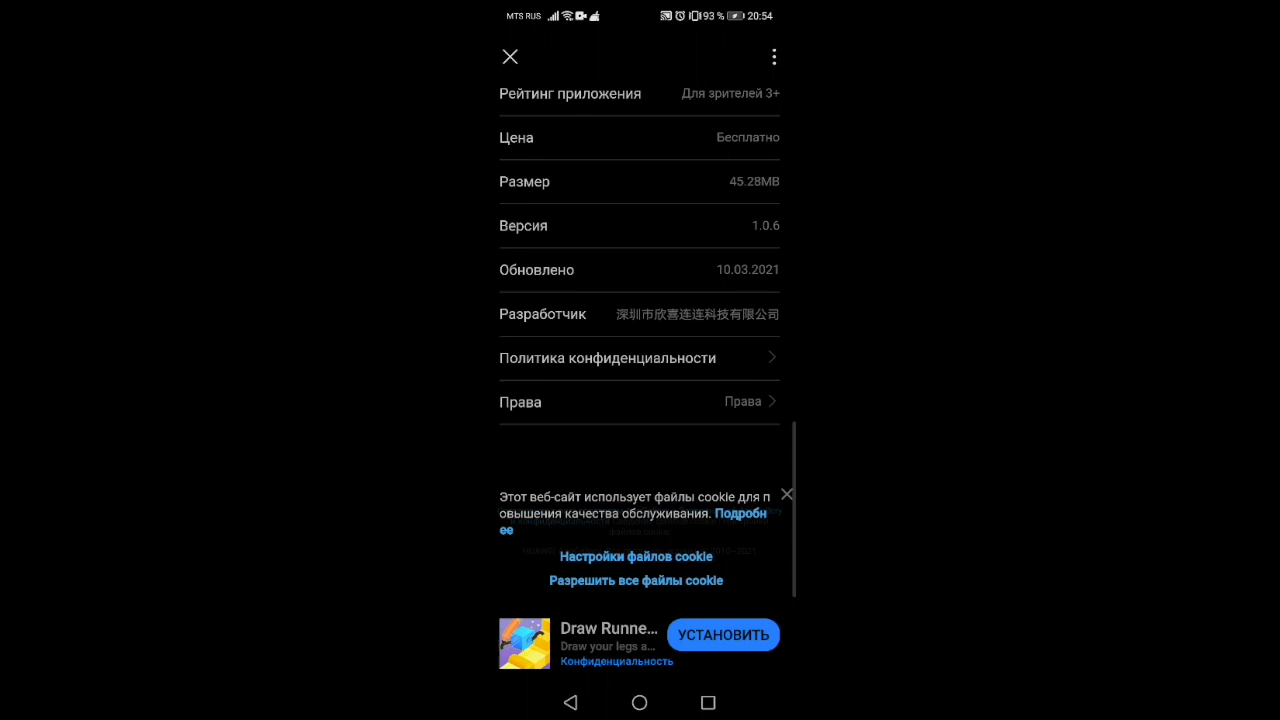 MTS RUS 93 % 20:54
Рейтинг приложения Для зрителей 3+
Цена Бесплатно
Размер 45.28MB
Версия 1.0.6
Обновлено 10.03.2021
Разработчик 深圳市欣喜连连科技有限公司
Политика конфиденциальности
Права Права
Этот веб-сайт использует файлы cookie для п
овышения качества обслуживания. Подробн
ее
Настройки файлов cookie
Разрешить все файлы cookie
Draw Runne...
УСТАНОВИТЬ
Draw your legs a...
Конфиденциальность